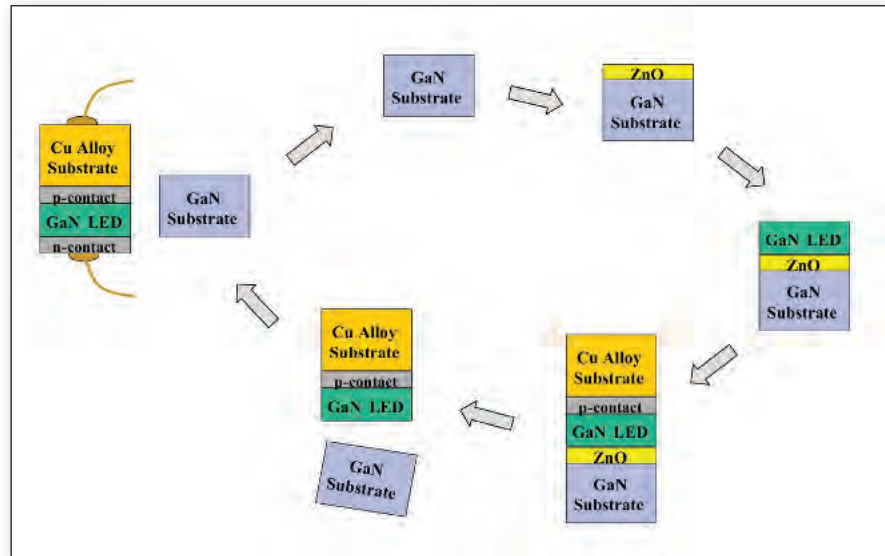 GaN
Substrate
ZnO
GaN
Substrate
GaN LED
ZnO
GaN
Substrate
Cu Alloy
Substrate
p-contact
GaN LED
ZnO
GaN
Substrate
Cu Alloy
Substrate
p-contact
GaN LED
GaN
Substrate
Cu Alloy
Substrate
p-contact
GaN LED
n-contact
GaN
Substrate